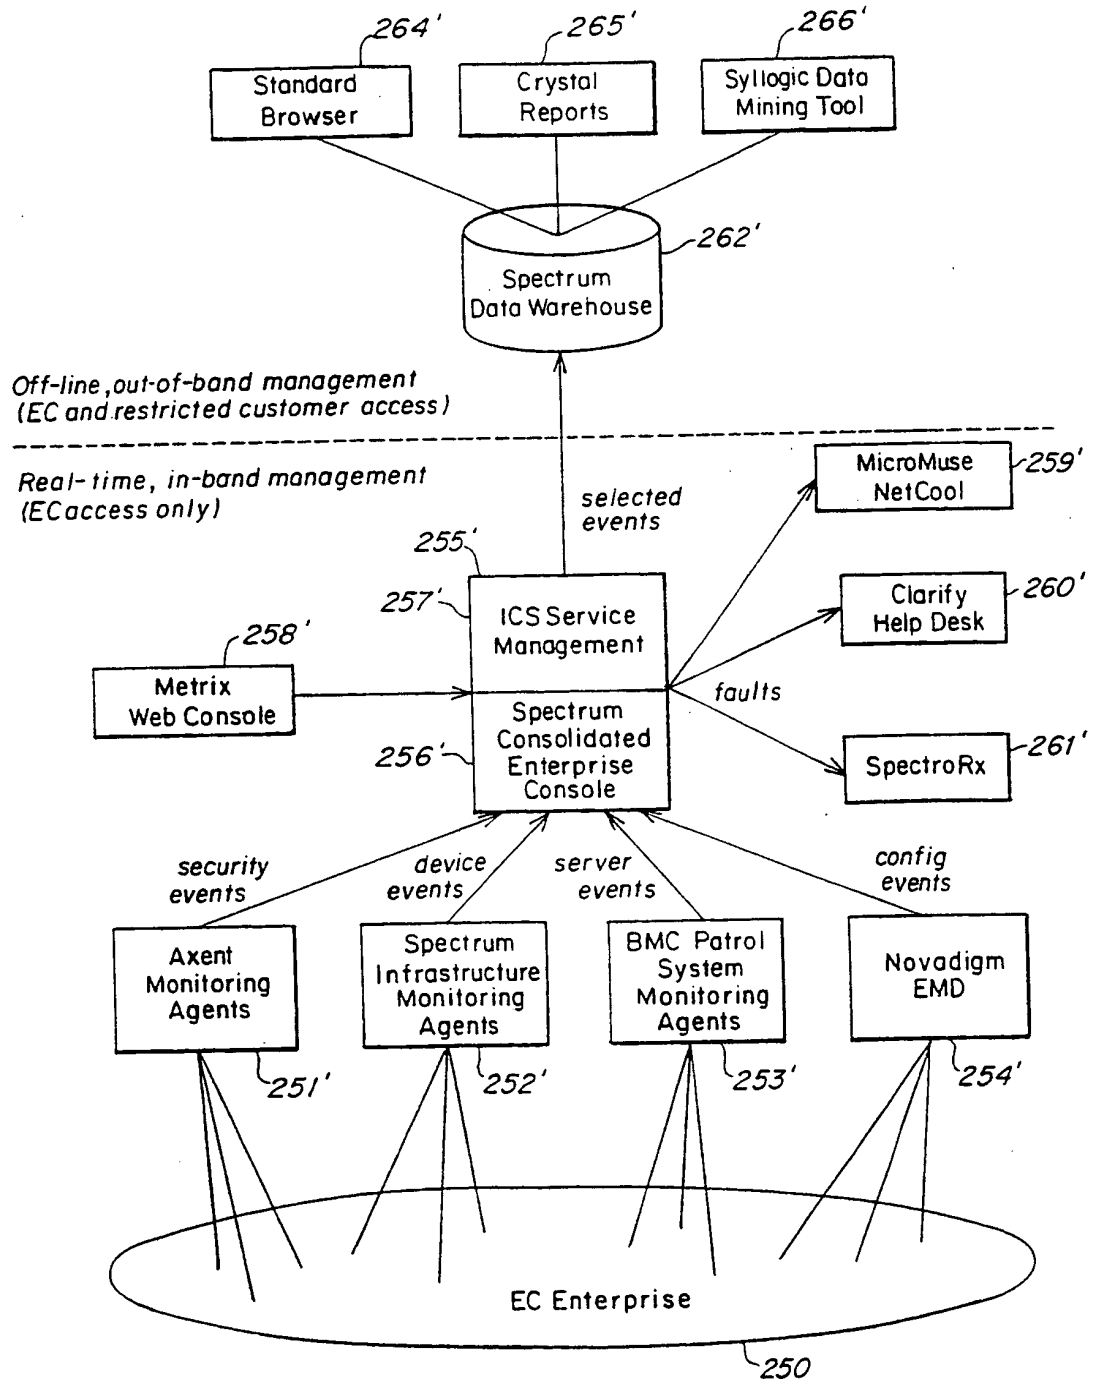 264'
265'
266'
Standard
Browser
Crystal
Reports
Syllogic Data
Mining Tool
262'
Spectrum
Data Warehouse
Off-line, out-of-band management
(EC and restricted customer access)
Real-time, in-band management
(EC access only)
selected
events
MicroMuse
NetCool
259'
255'
257'
ICS Service
Management
Clarify
Help Desk
260'
258'
Metrix
Web Console
faults
256'
Spectrum
Consolidated
Enterprise
Console
SpectroRx
261'
security
events
device
events
server
events
config
events
Axent
Monitoring
Agents
Spectrum
Infrastructure
Monitoring
Agents
BMC Patrol
System
Monitoring
Agents
Novadigm
EMD
251'
252'
253'
254'
EC Enterprise
250